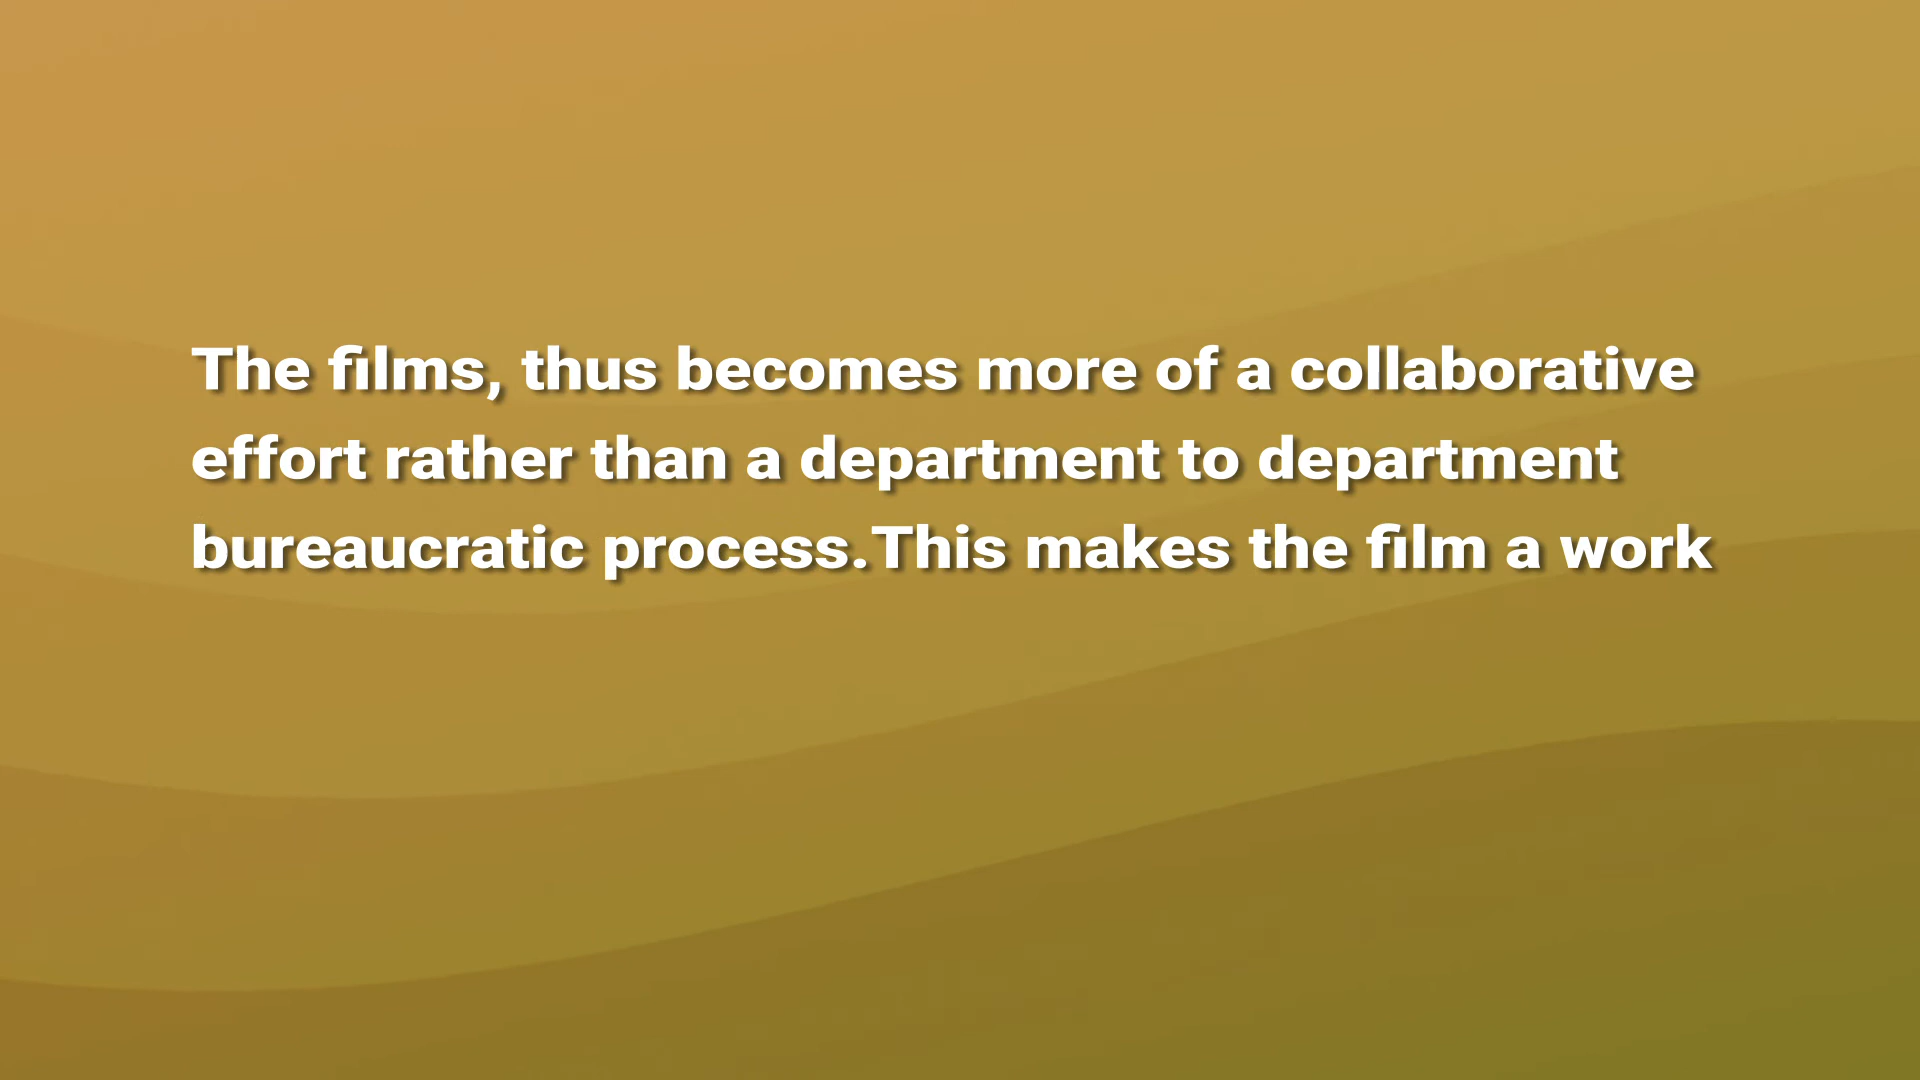 The films, thus becomes more of a collaborative
effort rather than a department to department
bureaucratic process.This makes the film a work